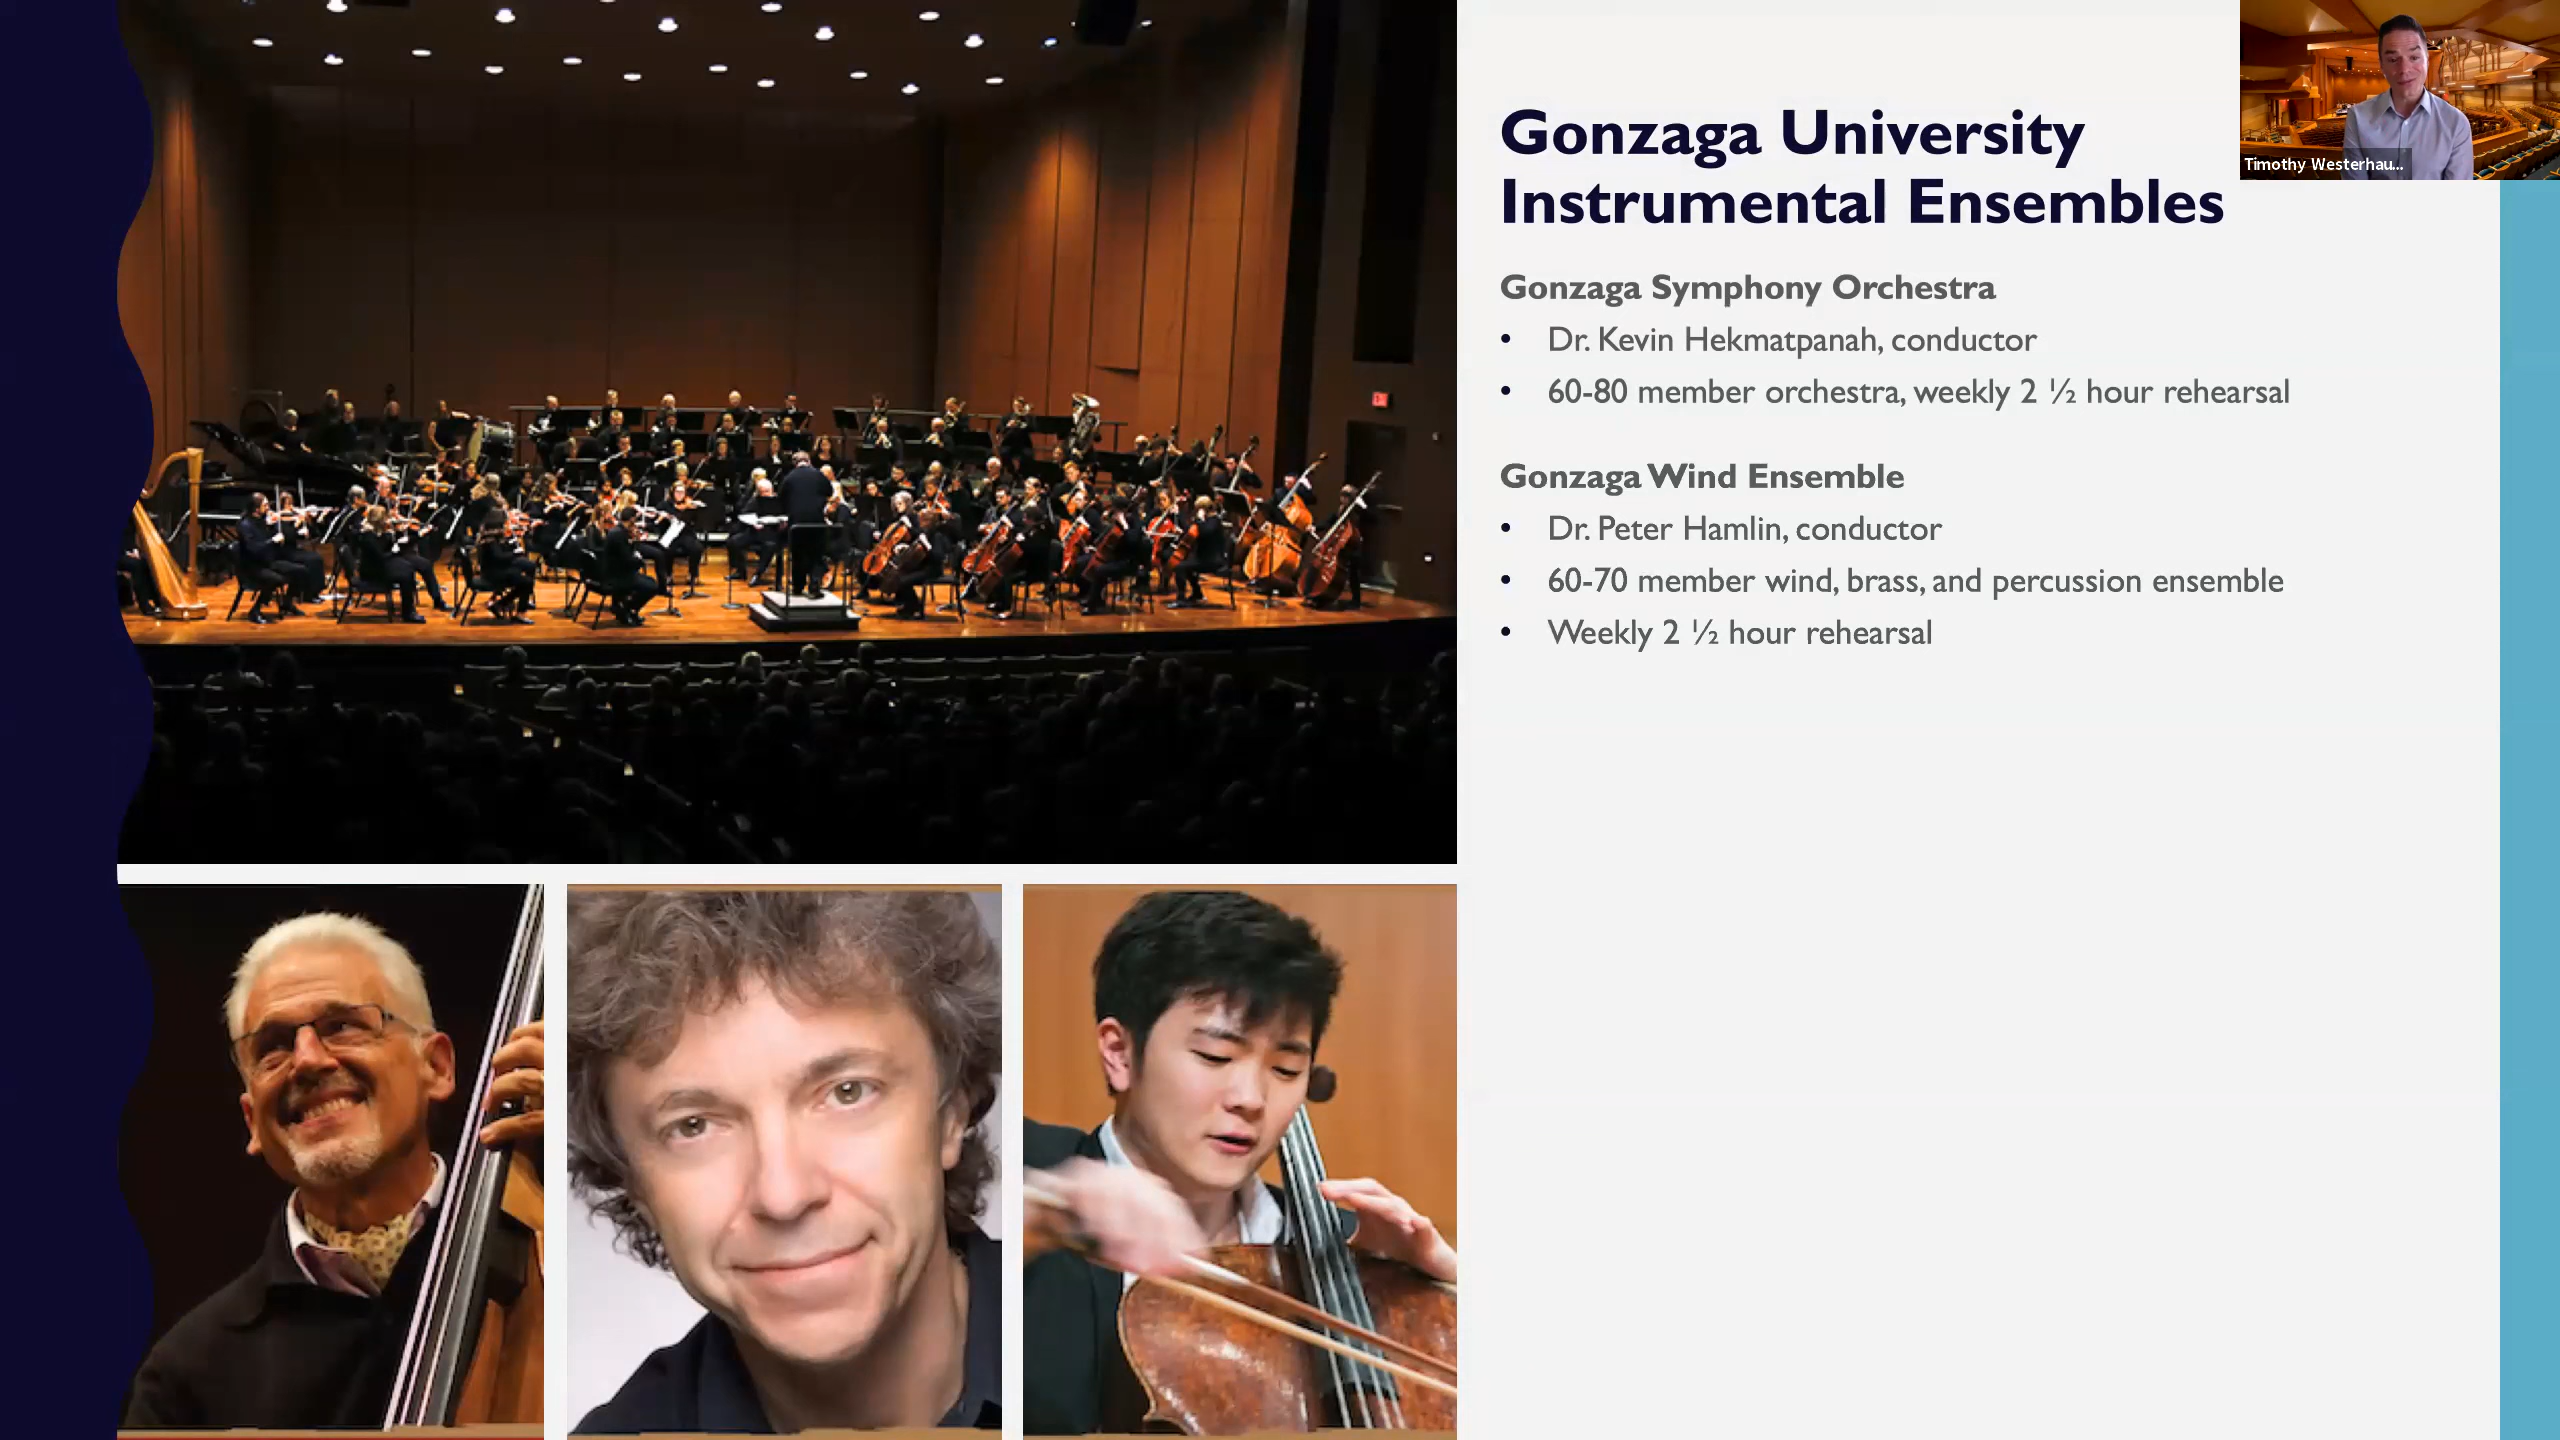 Gonzaga University
Instrumental Ensembles
Timothy Westerhau...
Gonzaga Symphony Orchestra
• Dr. Kevin Hekmatpanah, conductor
• 60-80 member orchestra, weekly 2 ½ hour rehearsal
Gonzaga Wind Ensemble
• Dr. Peter Hamlin, conductor
• 60-70 member wind, brass, and percussion ensemble
• Weekly 2 ½ hour rehearsal